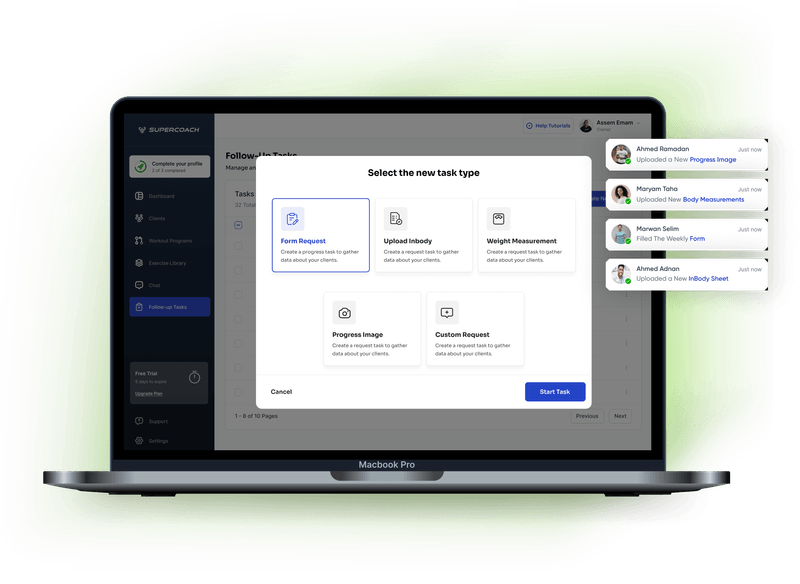 SUPERCOACH
Complete your profile
2 of 3 completed
Dashboard
Clients
Workout Programs
Exercise Library
Chat
Follow-up Tasks
Free Trial
Upgrade Plan
Support
Settings
Help Tutorials
Assem Emam
Owner
Follow-Up Tasks
Manage an
Tasks
22 Total
Select the new task type
Form Request
Create a progress task to gather
data about your clients.
Upload Inbody
Create a request task to gather
data about your clients.
Weight Measurement
Create a request task to gather
data about your clients.
Progress Image
Create a request task to gather
data about your clients.
Custom Request
Create a request task to gather
data about your clients.
Cancel
Start Task
1 - 8 of 10 Pages
Previous
Next
Ahmed Ramadan
Just now
Uploaded a New Progress Image
Maryam Taha
Just now
Uploaded New Body Measurements
Marwan Selim
Just now
Filled The Weekly Form
Ahmed Adnan
Just now
Uploaded a New InBody Sheet
Macbook Pro